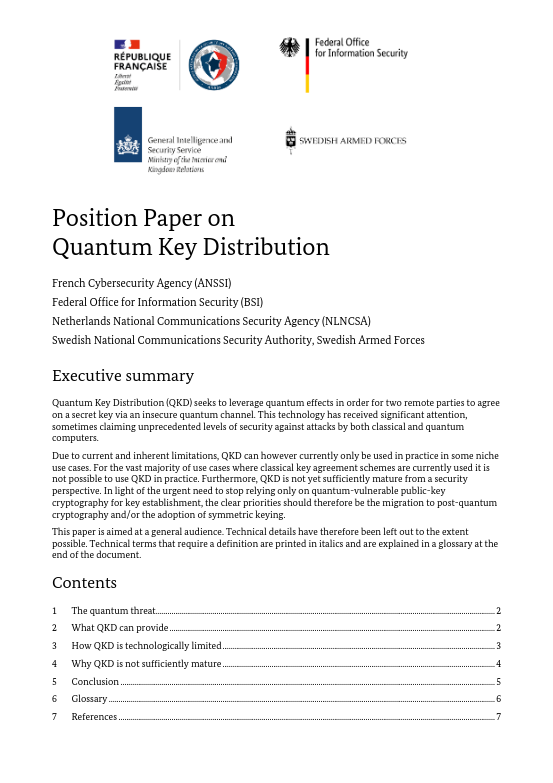 RÉPUBLIQUE
FRANÇAISE
Liberté
Égalité
Fraternité
Federal Office
for Information Security
General Intelligence and
Security Service
Ministry of the Interior and
Kingdom Relations
SWEDISH ARMED FORCES
Position Paper on
Quantum Key Distribution
French Cybersecurity Agency (ANSSI)
Federal Office for Information Security (BSI)
Netherlands National Communications Security Agency (NLNCSA)
Swedish National Communications Security Authority, Swedish Armed Forces
Executive summary
Quantum Key Distribution (QKD) seeks to leverage quantum effects in order for two remote parties to agree
on a secret key via an insecure quantum channel. This technology has received significant attention,
sometimes claiming unprecedented levels of security against attacks by both classical and quantum
computers.
Due to current and inherent limitations, QKD can however currently only be used in practice in some niche
use cases. For the vast majority of use cases where classical key agreement schemes are currently used it is
not possible to use QKD in practice. Furthermore, QKD is not yet sufficiently mature from a security
perspective. In light of the urgent need to stop relying only on quantum-vulnerable public-key
cryptography for key establishment, the clear priorities should therefore be the migration to post-quantum
cryptography and/or the adoption of symmetric keying.
This paper is aimed at a general audience. Technical details have therefore been left out to the extent
possible. Technical terms that require a definition are printed in italics and are explained in a glossary at the
end of the document.
Contents
1 The quantum threat 2
2 What QKD can provide 2
3 How QKD is technologically limited 3
4 Why QKD is not sufficiently mature 4
5 Conclusion 5
6 Glossary 6
7 References 7